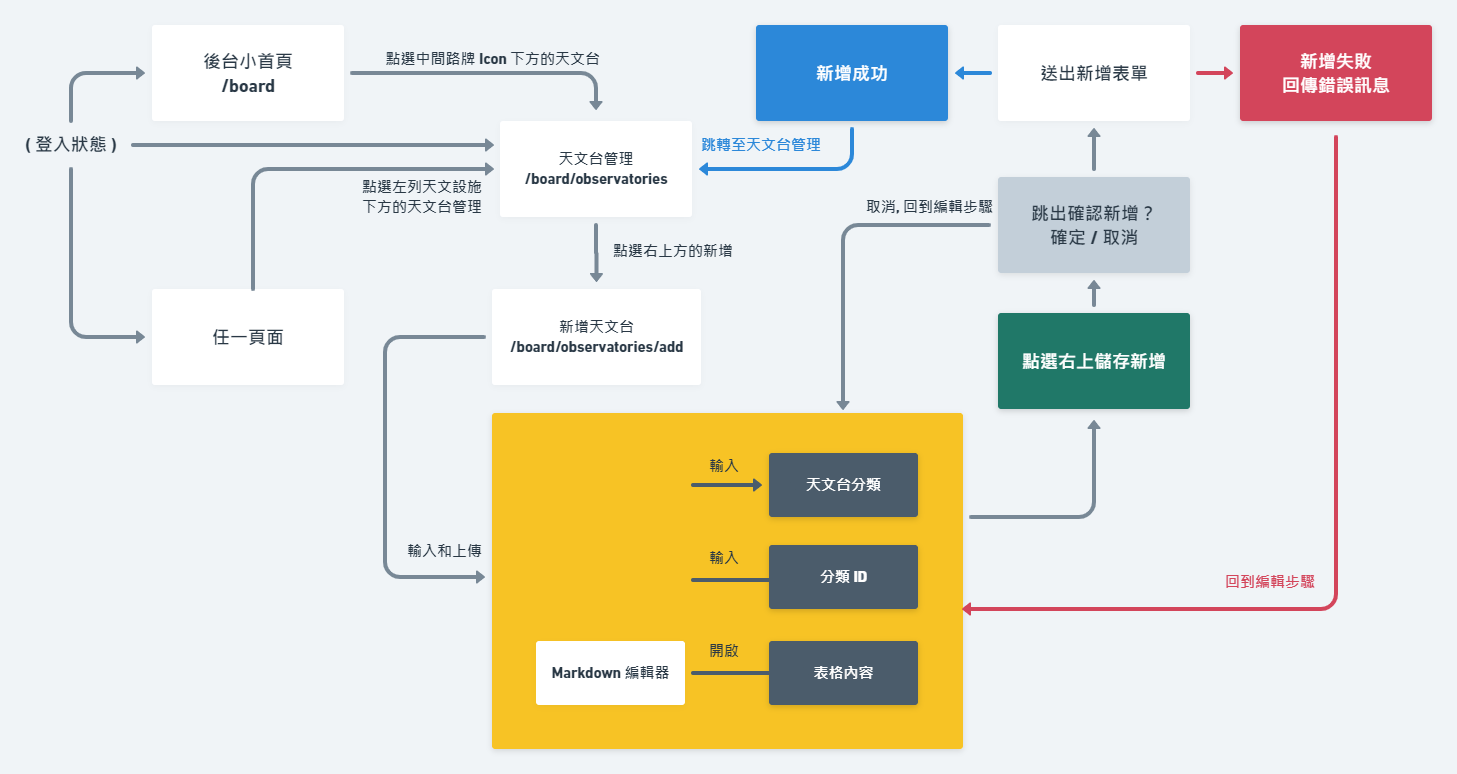 後台小首頁
/board
點選中間路牌 Icon 下方的天文台
新增成功
送出新增表單
新增失敗
回傳錯誤訊息
( 登入狀態 )
天文台管理
/board/observatories
跳轉至天文台管理
點選左列天文設施
下方的天文台管理
取消, 回到編輯步驟
跳出確認新增？
確定 / 取消
點選右上方的新增
任一頁面
新增天文台
/board/observatories/add
點選右上儲存新增
輸入
天文台分類
輸入和上傳
輸入
分類 ID
回到編輯步驟
開啟
Markdown 編輯器
表格內容